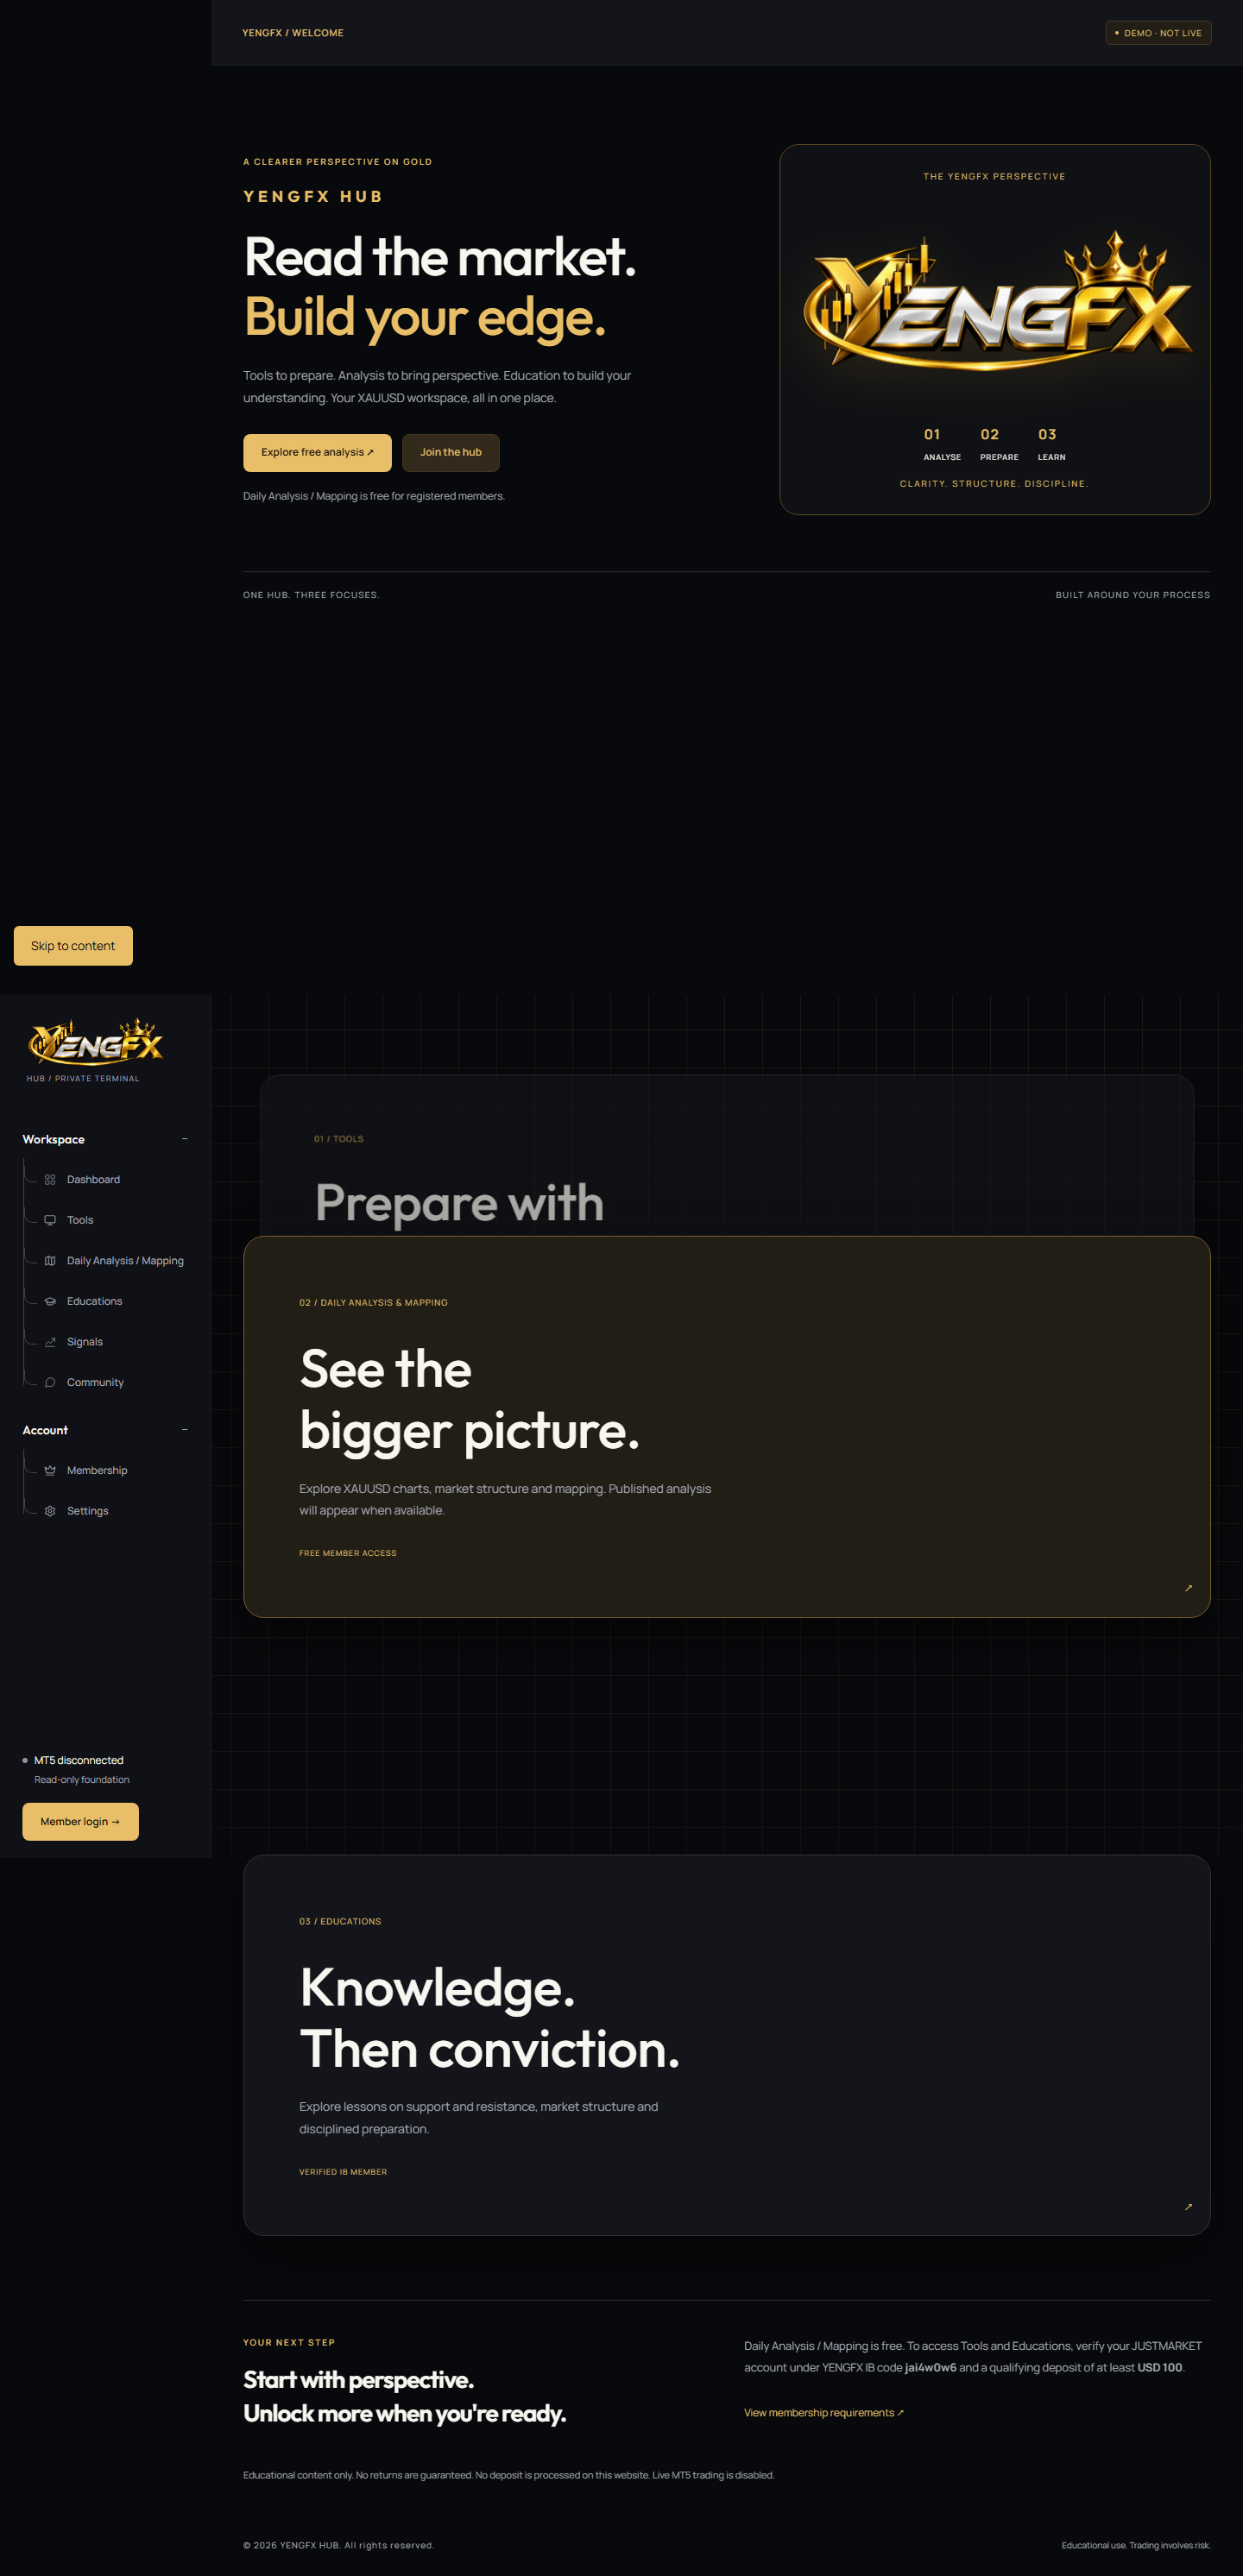 YENGFX / WELCOME
DEMO · NOT LIVE
A CLEARER PERSPECTIVE ON GOLD
YENGFX HUB
Read the market.
Build your edge.
Tools to prepare. Analysis to bring perspective. Education to build your
understanding. Your XAUUSD workspace, all in one place.
Explore free analysis ↗
Join the hub
Daily Analysis / Mapping is free for registered members.
THE YENGFX PERSPECTIVE
YENGFX
01 02 03
ANALYSE PREPARE LEARN
CLARITY. STRUCTURE. DISCIPLINE.
ONE HUB. THREE FOCUSES.
BUILT AROUND YOUR PROCESS
Skip to content
YENGFX
HUB / PRIVATE TERMINAL
Workspace −
Dashboard
Tools
Daily Analysis / Mapping
Educations
Signals
Community
Account −
Membership
Settings
MT5 disconnected
Read-only foundation
Member login →
01 / TOOLS
Prepare with
02 / DAILY ANALYSIS & MAPPING
See the
bigger picture.
Explore XAUUSD charts, market structure and mapping. Published analysis
will appear when available.
FREE MEMBER ACCESS
↗
03 / EDUCATIONS
Knowledge.
Then conviction.
Explore lessons on support and resistance, market structure and
disciplined preparation.
VERIFIED IB MEMBER
↗
YOUR NEXT STEP
Start with perspective.
Unlock more when you're ready.
Daily Analysis / Mapping is free. To access Tools and Educations, verify your JUSTMARKET
account under YENGFX IB code jai4w0w6 and a qualifying deposit of at least USD 100.
View membership requirements ↗
Educational content only. No returns are guaranteed. No deposit is processed on this website. Live MT5 trading is disabled.
© 2026 YENGFX HUB. All rights reserved.
Educational use. Trading involves risk.